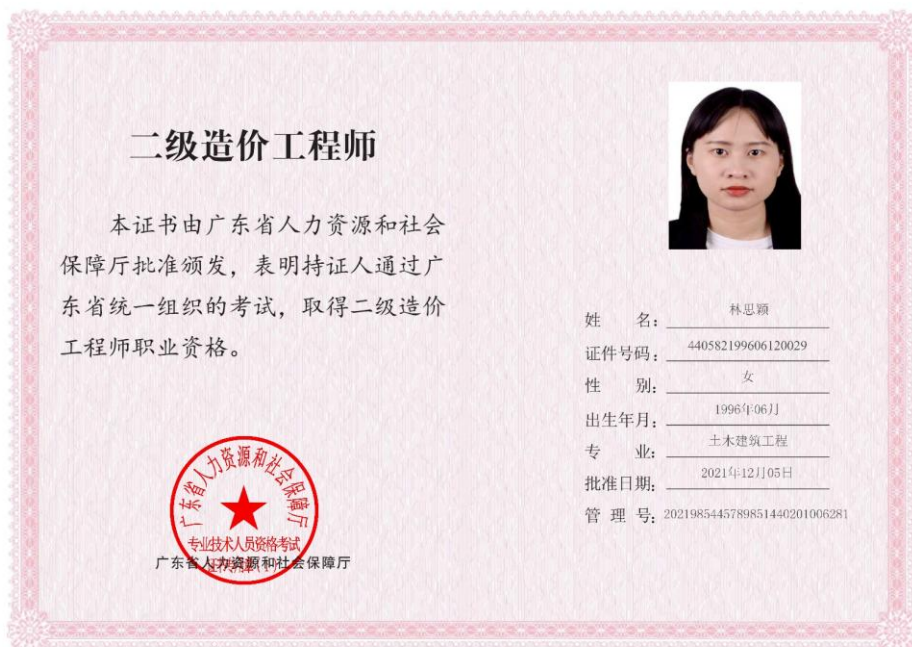 二级造价工程师
本证书由广东省人力资源和社会
保障厅批准颁发，表明持证人通过广
东省统一组织的考试，取得二级造价
工程师职业资格。
姓 名：林思颖
证件号码：440582199606120029
性 别：女
出生年月：1996年06月
专 业：土木建筑工程
批准日期：2021年12月05日
管 理 号：2021985445789851440201006281
广东省人力资源和社会保障厅
专业技术人员资格考试
广东省人力资源和社会保障厅